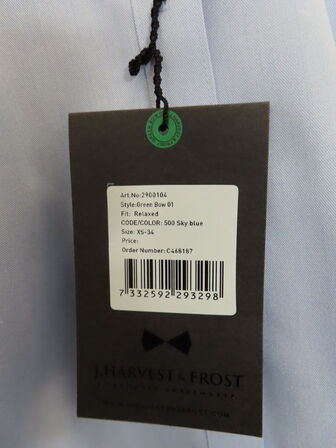 Art.No:2900104
Style:Green Bow 01
Fit: Relaxed
CODE/COLOR: 500 Sky blue
Size: XS-34
Price:
Order Number: C468187
7 332592 293298
J.HARVEST & FROST